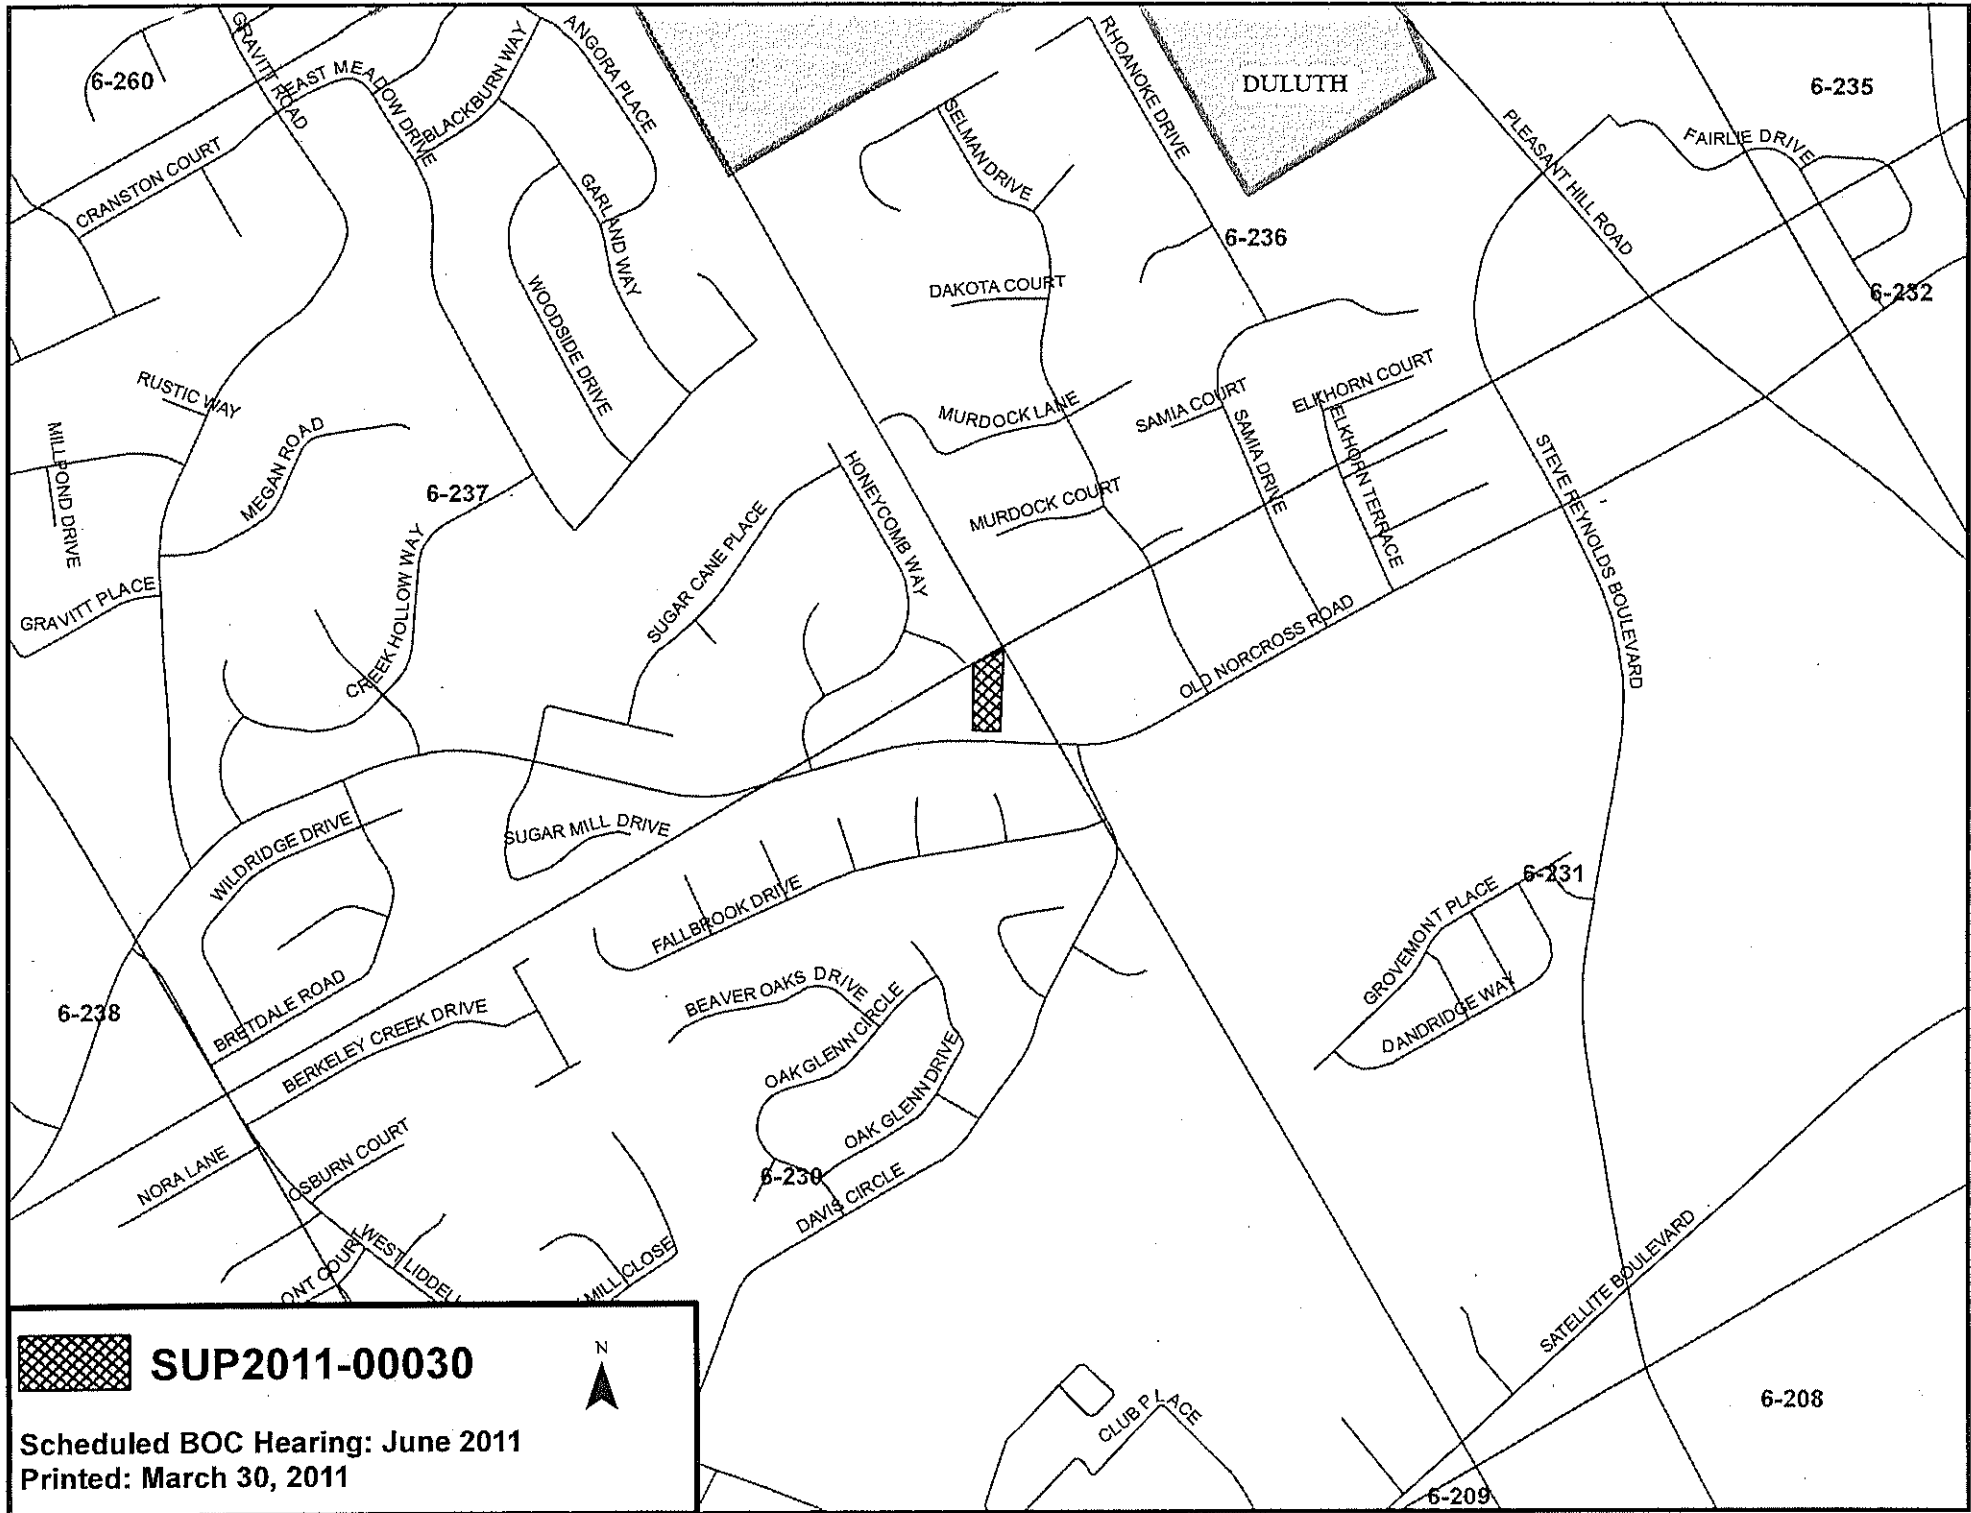 GRAVITT ROAD
EAST MEADOW DRIVE
BLACKBURN WAY
ANGORA PLACE
RHOANOKE DRIVE
DULUTH
6-260
6-235
CRANSTON COURT
SELMAN DRIVE
PLEASANT HILL ROAD
FAIRLIE DRIVE
GARLAND WAY
6-236
DAKOTA COURT
6-232
WOODSIDE DRIVE
RUSTIC WAY
MILLPOND DRIVE
MEGAN ROAD
6-237
MURDOCK LANE
SAMIA COURT
ELKHORN COURT
ELKHORN TERRACE
SAMIA DRIVE
STEVE REYNOLDS BOULEVARD
HONEYCOMB WAY
MURDOCK COURT
SUGAR CANE PLACE
CREEK HOLLOW WAY
GRAVITT PLACE
OLD NORCROSS ROAD
WILDRIDGE DRIVE
SUGAR MILL DRIVE
FALLBROOK DRIVE
6-231
GROVEMONT PLACE
DANDRIDGE WAY
6-238
BRETDALE ROAD
BERKELEY CREEK DRIVE
BEAVER OAKS DRIVE
OAK GLENN CIRCLE
OAK GLENN DRIVE
NORA LANE
OSBURN COURT
6-230
DAVIS CIRCLE
ONT COURT
WEST LIDDELL
MILL CLOSE
SATELLITE BOULEVARD
CLUB PLACE
6-208
6-209
SUP2011-00030
N
Scheduled BOC Hearing: June 2011
Printed: March 30, 2011